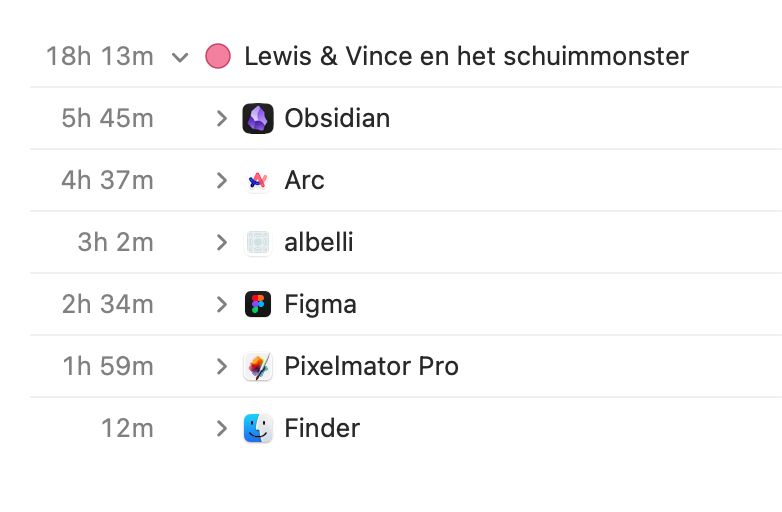 18h 13m Lewis & Vince en het schuimmonster
5h 45m Obsidian
4h 37m Arc
3h 2m albelli
2h 34m Figma
1h 59m Pixelmator Pro
12m Finder